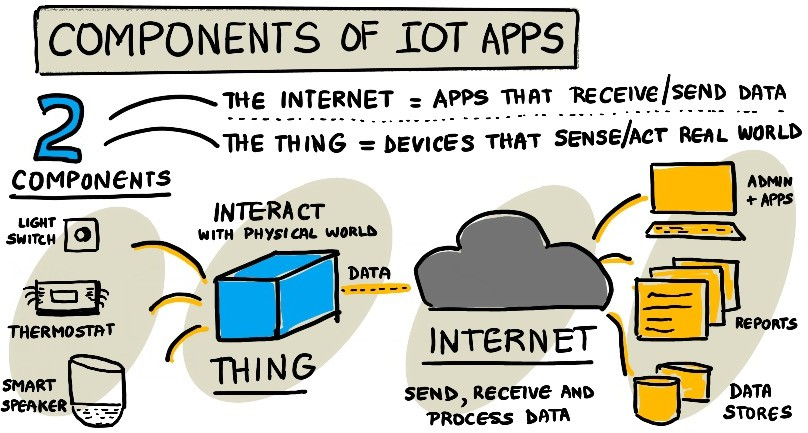 COMPONENTS OF IOT APPS
2
COMPONENTS
THE INTERNET = APPS THAT RECEIVE/SEND DATA
THE THING = DEVICES THAT SENSE/ACT REAL WORLD
LIGHT
SWITCH
THERMOSTAT
SMART
SPEAKER
INTERACT
WITH PHYSICAL WORLD
THING
DATA
INTERNET
SEND, RECEIVE AND
PROCESS DATA
ADMIN
+ APPS
REPORTS
DATA
STORES